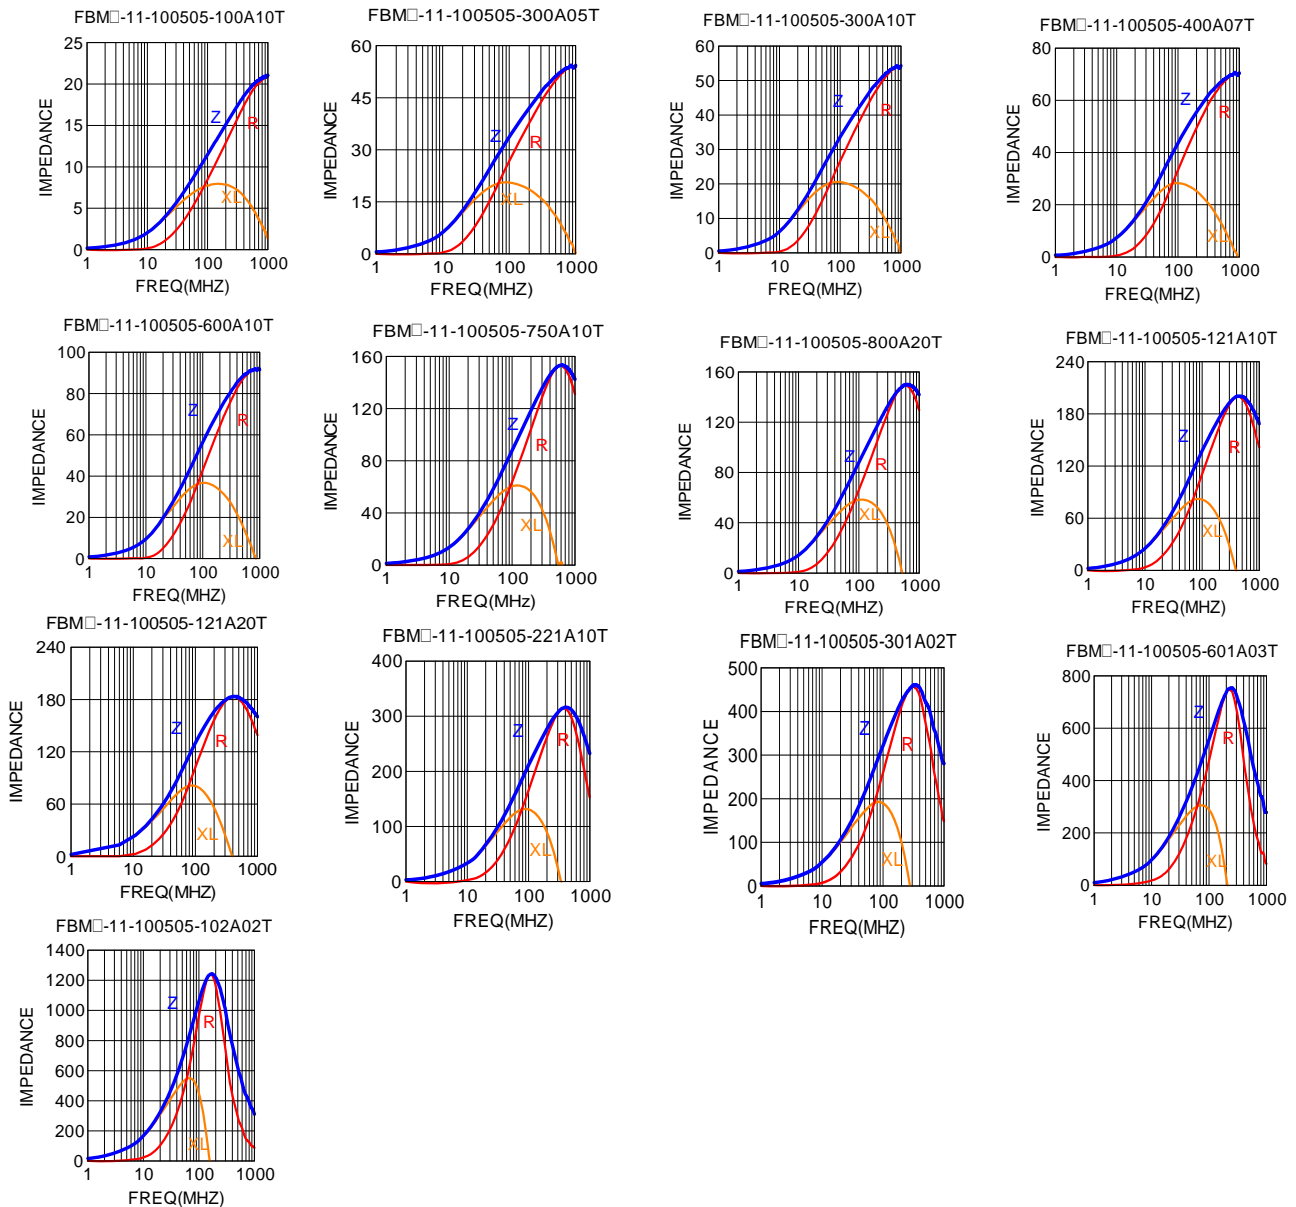 FBM□-11-100505-100A10T
25
20
15
10
5
0
IMPEDANCE
Z
R
XL
1 10 100 1000
FREQ(MHZ)
FBM□-11-100505-300A05T
60
45
30
15
0
IMPEDANCE
Z
R
XL
1 10 100 1000
FREQ(MHZ)
FBM□-11-100505-300A10T
60
50
40
30
20
10
0
IMPEDANCE
Z
R
XL
1 10 100 1000
FREQ(MHZ)
FBM□-11-100505-400A07T
80
60
40
20
0
IMPEDANCE
Z
R
XL
1 10 100 1000
FREQ(MHZ)
FBM□-11-100505-600A10T
100
80
60
40
20
0
IMPEDANCE
Z
R
XL
1 10 100 1000
FREQ(MHZ)
FBM□-11-100505-750A10T
160
120
80
40
0
IMPEDANCE
Z
R
XL
1 10 100 1000
FREQ(MHz)
FBM□-11-100505-800A20T
160
120
80
40
0
IMPEDANCE
Z
R
XL
1 10 100 1000
FREQ(MHZ)
FBM□-11-100505-121A10T
240
180
120
60
0
IMPEDANCE
Z
R
XL
1 10 100 1000
FREQ(MHZ)
FBM□-11-100505-121A20T
240
180
120
60
0
IMPEDANCE
Z
R
XL
1 10 100 1000
FREQ(MHZ)
FBM□-11-100505-221A10T
400
300
200
100
0
IMPEDANCE
Z
R
XL
1 10 100 1000
FREQ(MHZ)
FBM□-11-100505-301A02T
500
400
300
200
100
0
IMPEDANCE
Z
R
XL
1 10 100 1000
FREQ(MHZ)
FBM□-11-100505-601A03T
800
600
400
200
0
IMPEDANCE
Z
R
XL
1 10 100 1000
FREQ(MHZ)
FBM□-11-100505-102A02T
1400
1200
1000
800
600
400
200
0
IMPEDANCE
Z
R
XL
1 10 100 1000
FREQ(MHZ)